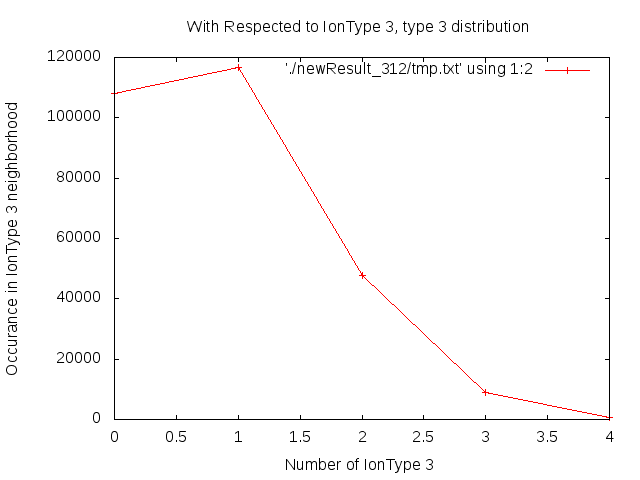 With Respected to IonType 3, type 3 distribution
'./newResult_312/tmp.txt' using 1:2
Occurance in IonType 3 neighborhood
120000
100000
80000
60000
40000
20000
0
0 0.5 1 1.5 2 2.5 3 3.5 4
Number of IonType 3